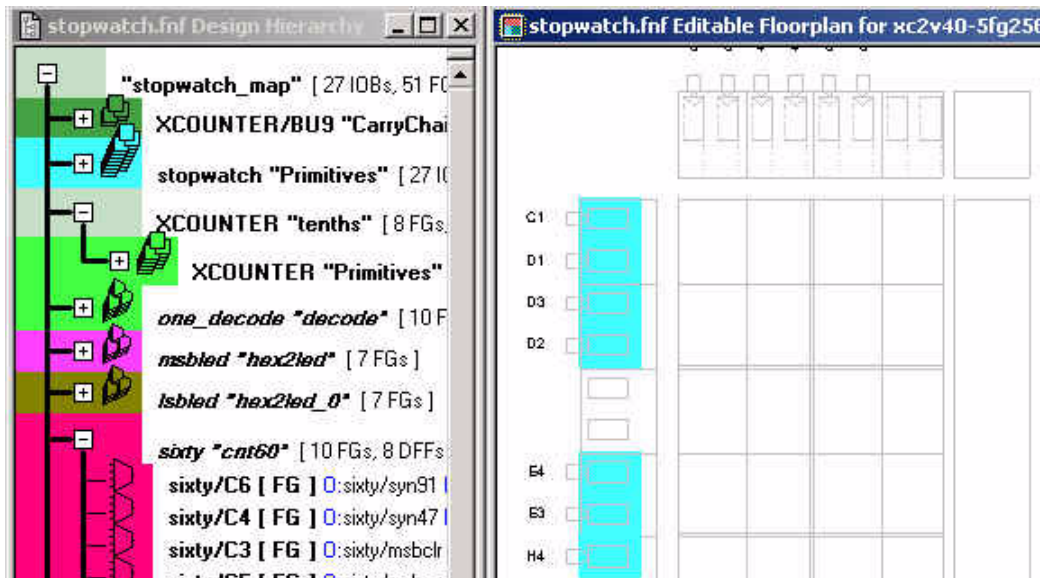 stopwatch.fnf Design Hierarchy
"stopwatch_map" [ 27 IOBs, 51 FG
XCOUNTER/BU9 "CarryChai
stopwatch "Primitives" [ 27 IO
XCOUNTER "tenths" [ 8 FGs,
XCOUNTER "Primitives"
one_decode "decode" [ 10 F
msbled "hex2led" [ 7 FGs ]
lsbled "hex2led_0" [ 7 FGs ]
sixty "cnt60" [ 10 FGs, 8 DFFs
sixty/C6 [ FG ] O:sixty/syn91
sixty/C4 [ FG ] O:sixty/syn47
sixty/C3 [ FG ] O:sixty/msbclr
stopwatch.fnf Editable Floorplan for xc2v40-5fg256
C1
D1
D3
D2
E4
E3
H4